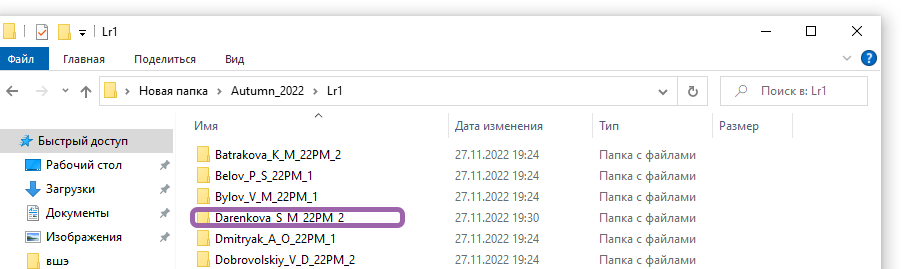 Lr1
Файл Главная Поделиться Вид
Новая папка Autumn_2022 Lr1 Поиск в: Lr1
Имя Дата изменения Тип Размер
Быстрый доступ
Рабочий стол
Загрузки
Документы
Изображения
вшэ
Batrakova_K_M_22PM_2 27.11.2022 19:24 Папка с файлами
Belov_P_S_22PM_1 27.11.2022 19:24 Папка с файлами
Bylov_V_M_22PM_1 27.11.2022 19:24 Папка с файлами
Darenkova_S_M_22PM_2 27.11.2022 19:30 Папка с файлами
Dmitryak_A_O_22PM_1 27.11.2022 19:24 Папка с файлами
Dobrovolskiy_V_D_22PM_2 27.11.2022 19:24 Папка с файлами